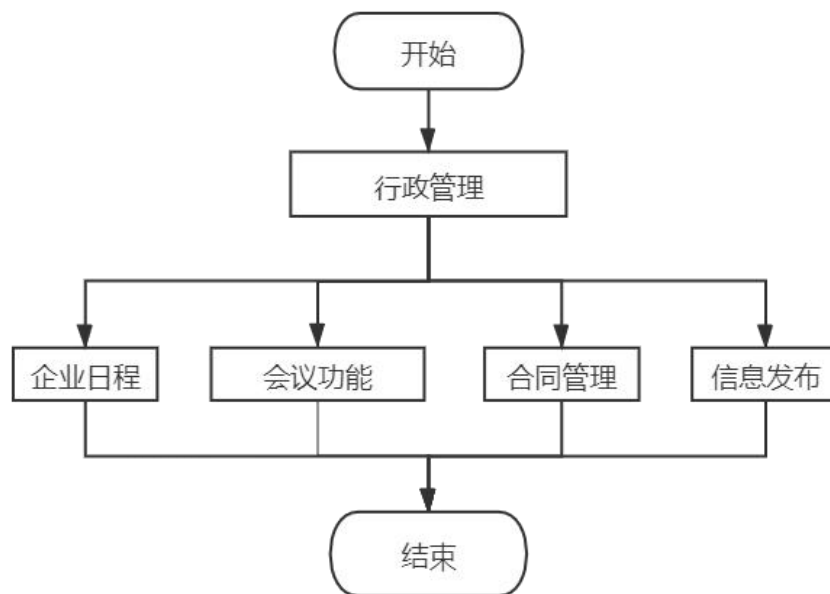 开始
行政管理
企业日程
会议功能
合同管理
信息发布
结束